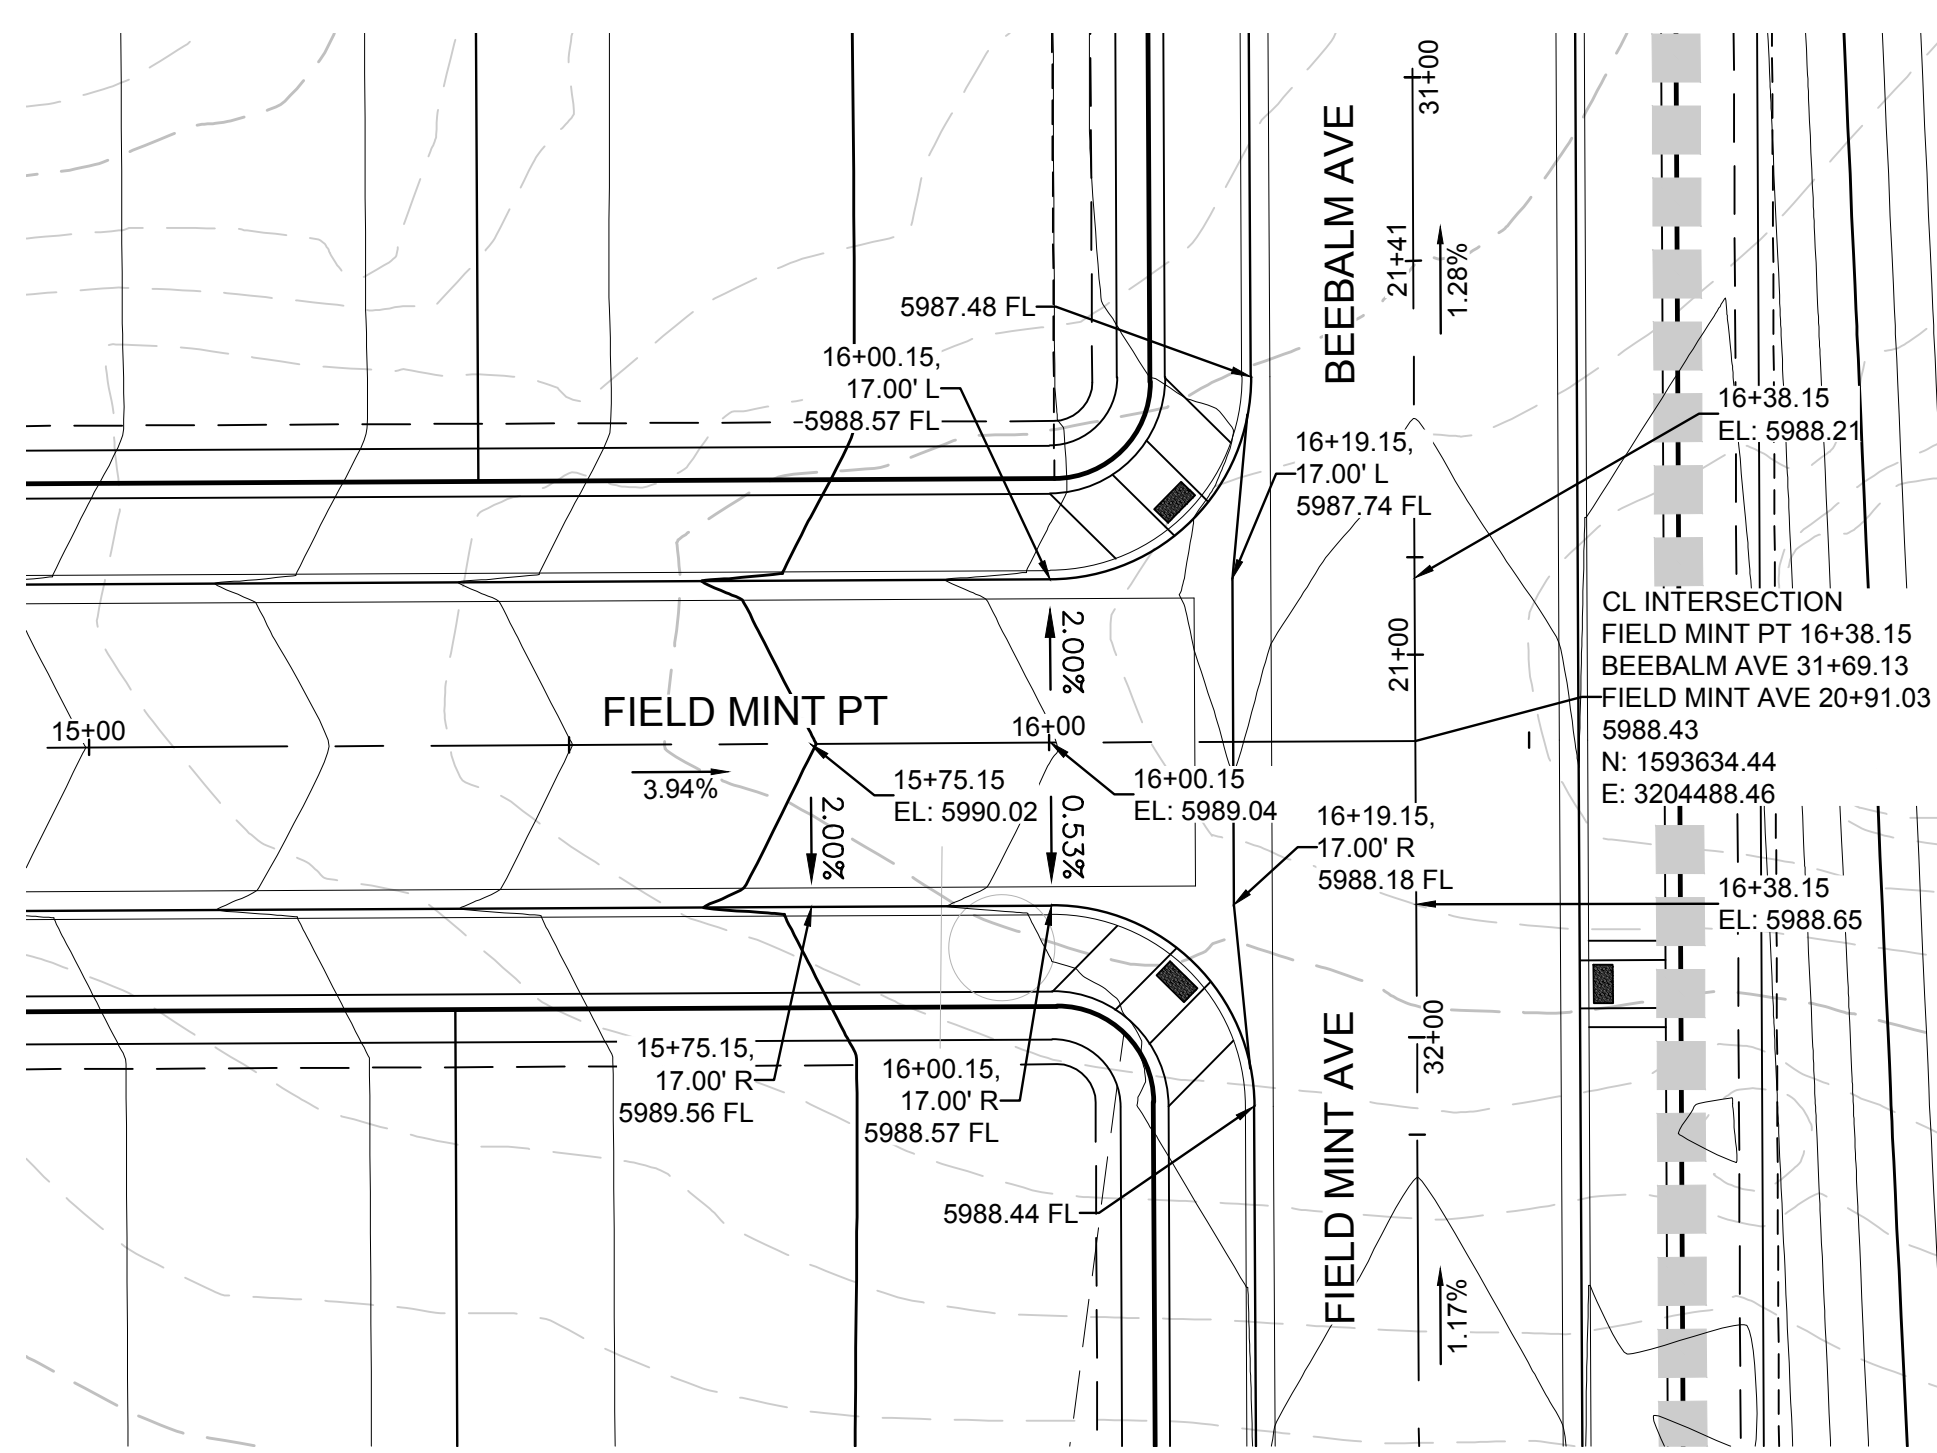 31+00
BEEBALM AVE
21+41
1.28%
5987.48 FL
16+00.15,
17.00' L
5988.57 FL
16+38.15
EL: 5988.21
16+19.15,
17.00' L
5987.74 FL
CL INTERSECTION
FIELD MINT PT 16+38.15
BEEBALM AVE 31+69.13
FIELD MINT AVE 20+91.03
5988.43
N: 1593634.44
E: 3204488.46
21+00
2.00%
FIELD MINT PT
15+00
16+00
3.94%
15+75.15
EL: 5990.02
16+00.15
EL: 5989.04
2.00%
0.53%
16+19.15,
17.00' R
5988.18 FL
16+38.15
EL: 5988.65
32+00
FIELD MINT AVE
15+75.15,
17.00' R
5989.56 FL
16+00.15,
17.00' R
5988.57 FL
5988.44 FL
1.17%